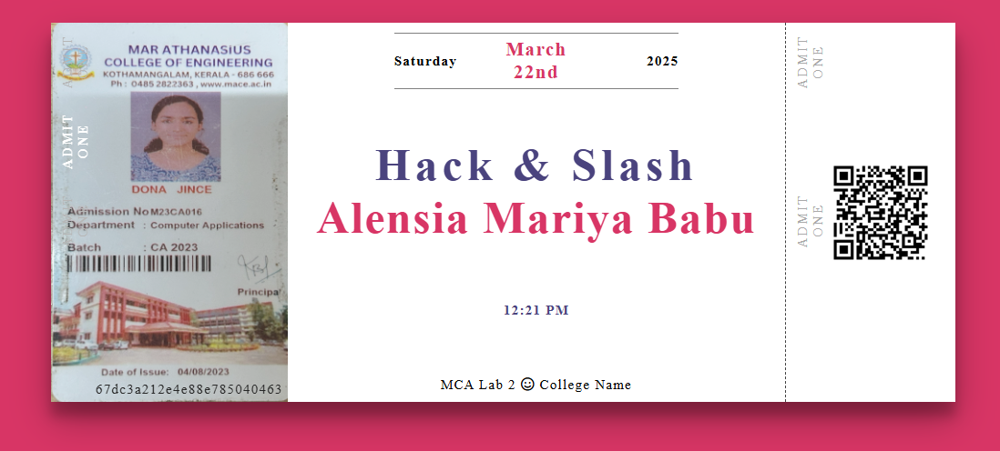 ADMIT
ONE
MAR ATHANASIUS
COLLEGE OF ENGINEERING
KOTHAMANGALAM, KERALA - 686 666
Ph : 0485 2822363 , www.mace.ac.in
ADMIT
ONE
DONA JINCE
Admission No M23CA016
Department : Computer Applications
Batch : CA 2023
Principal
Date of Issue: 04/08/2023
67dc3a212e4e88e785040463
Saturday
March
22nd
2025
Hack & Slash
Alensia Mariya Babu
12:21 PM
MCA Lab 2 ☺ College Name
ADMIT
ONE
ADMIT
ONE